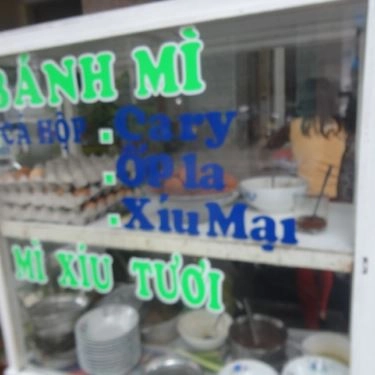 BÁNH MÌ
CÁ HỘP . Cary
. Ốp la
. Xíu Mại
MÌ XÍU TƯƠI